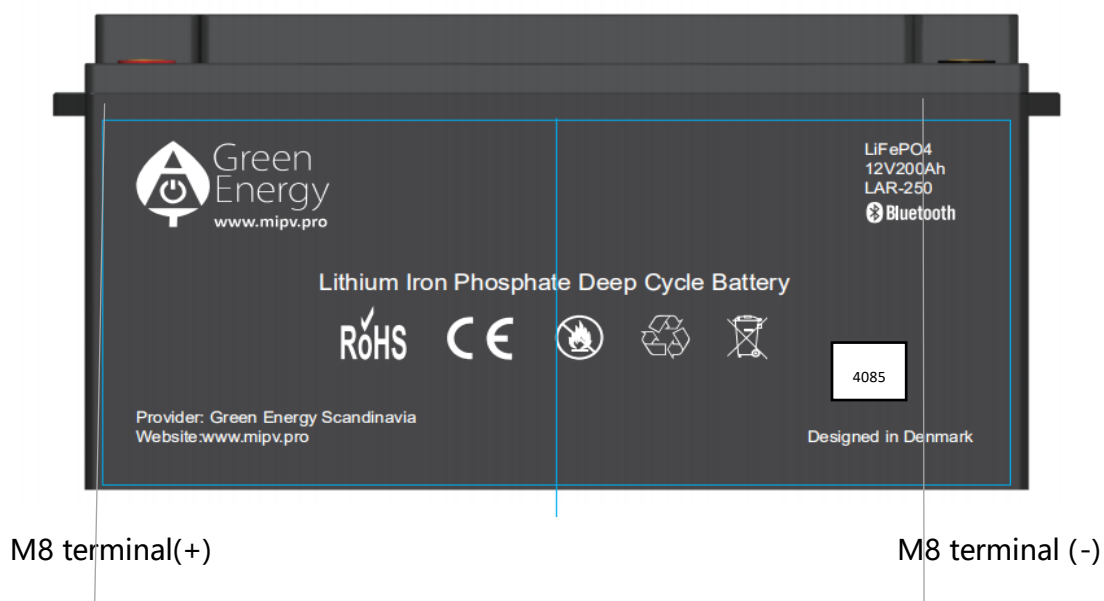 Green
Energy
www.mipv.pro
LiFePO4
12V200Ah
LAR-250
Bluetooth
Lithium Iron Phosphate Deep Cycle Battery
RoHS CE
4085
Provider: Green Energy Scandinavia
Website:www.mipv.pro
Designed in Denmark
M8 terminal(+)
M8 terminal (-)